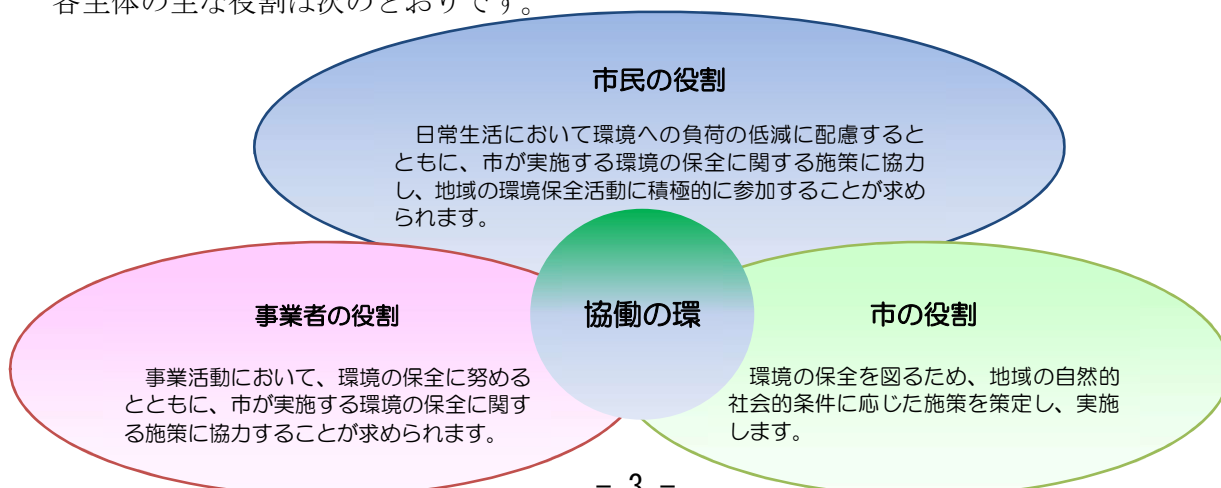 各主体の主な役割は次のとおりです。
市民の役割
日常生活において環境への負荷の低減に配慮すると
ともに、市が実施する環境の保全に関する施策に協力
し、地域の環境保全活動に積極的に参加することが求め
られます。
協働の環
事業者の役割
事業活動において、環境の保全に努める
とともに、市が実施する環境の保全に関す
る施策に協力することが求められます。
市の役割
環境の保全を図るため、地域の自然的
社会的条件に応じた施策を策定し、実施
します。
- 3 -